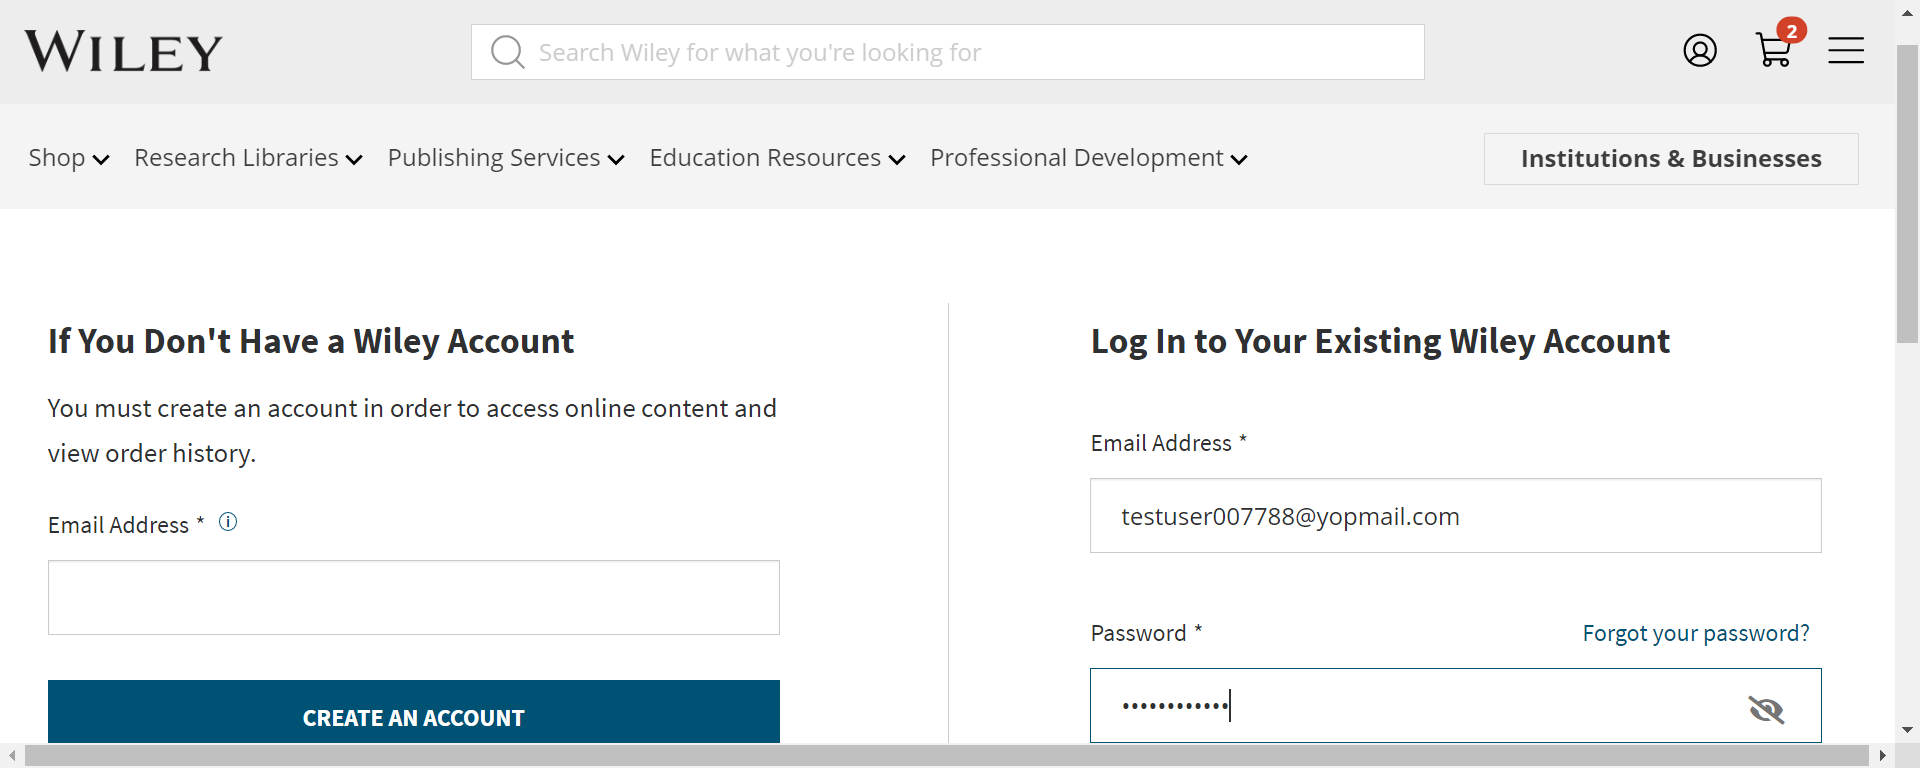 WILEY
Search Wiley for what you're looking for
2
Shop Research Libraries Publishing Services Education Resources Professional Development Institutions & Businesses
If You Don't Have a Wiley Account
You must create an account in order to access online content and
view order history.
Email Address *
CREATE AN ACCOUNT
Log In to Your Existing Wiley Account
Email Address *
testuser007788@yopmail.com
Password * Forgot your password?
••••••••••••